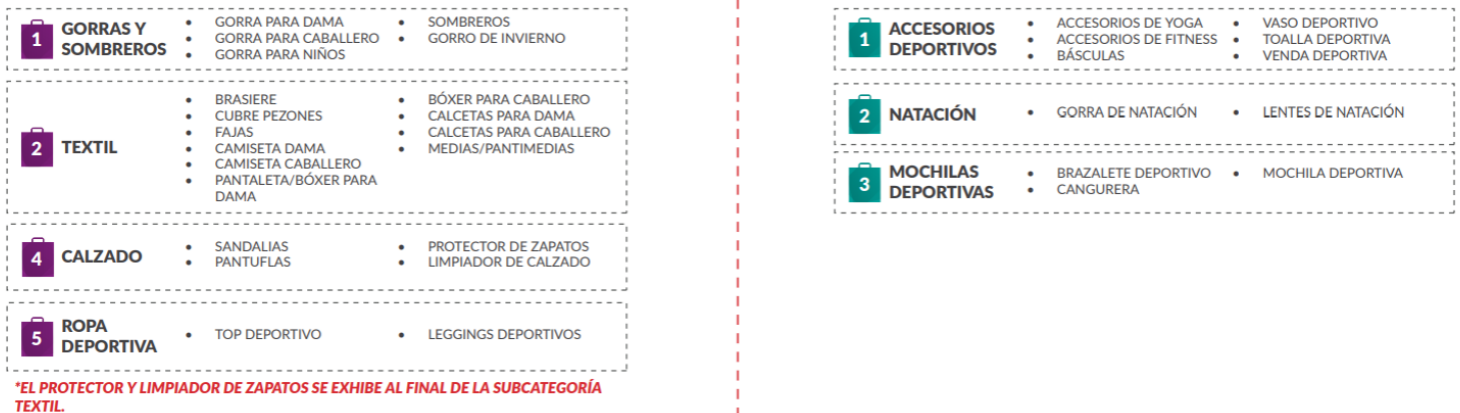 1
GORRAS Y
SOMBREROS
• GORRA PARA DAMA
• GORRA PARA CABALLERO
• GORRA PARA NIÑOS
• SOMBREROS
• GORRO DE INVIERNO
2
TEXTIL
• BRASIERE
• CUBRE PEZONES
• FAJAS
• CAMISETA DAMA
• CAMISETA CABALLERO
• PANTALETA/BÓXER PARA
DAMA
• BÓXER PARA CABALLERO
• CALCETAS PARA DAMA
• CALCETAS PARA CABALLERO
• MEDIAS/PANTIMEDIAS
4
CALZADO
• SANDALIAS
• PANTUFLAS
• PROTECTOR DE ZAPATOS
• LIMPIADOR DE CALZADO
5
ROPA
DEPORTIVA
• TOP DEPORTIVO
• LEGGINGS DEPORTIVOS
*EL PROTECTOR Y LIMPIADOR DE ZAPATOS SE EXHIBE AL FINAL DE LA SUBCATEGORÍA
TEXTIL.
1
ACCESORIOS
DEPORTIVOS
• ACCESORIOS DE YOGA
• ACCESORIOS DE FITNESS
• BÁSCULAS
• VASO DEPORTIVO
• TOALLA DEPORTIVA
• VENDA DEPORTIVA
2
NATACIÓN
• GORRA DE NATACIÓN
• LENTES DE NATACIÓN
3
MOCHILAS
DEPORTIVAS
• BRAZALETE DEPORTIVO
• CANGURERA
• MOCHILA DEPORTIVA